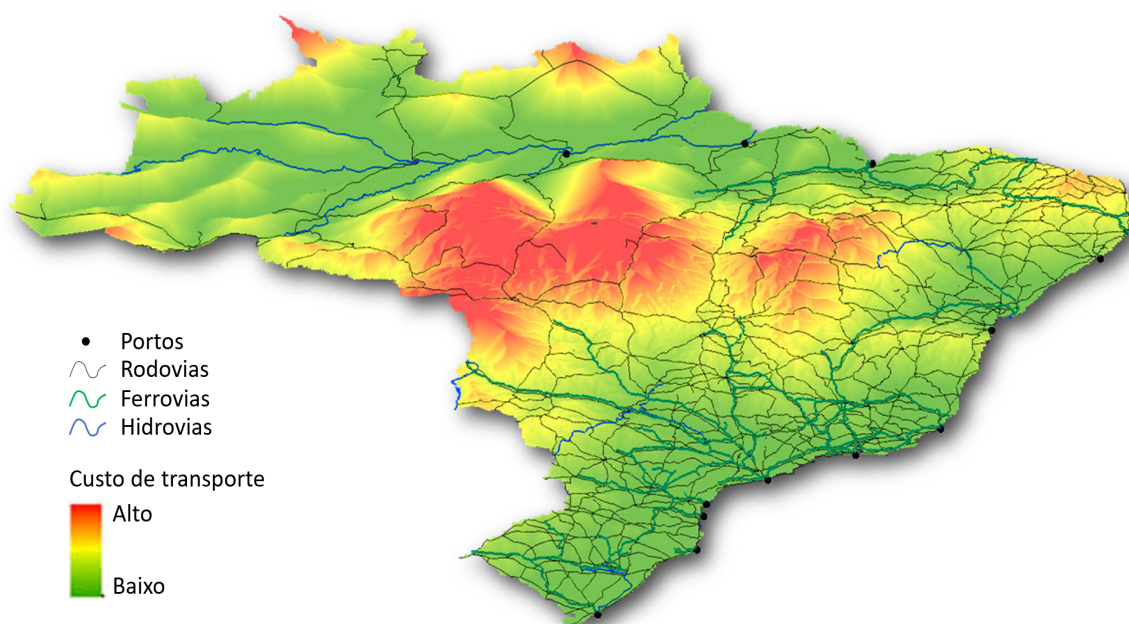 Portos
Rodovias
Ferrovias
Hidrovias
Custo de transporte
Alto
Baixo